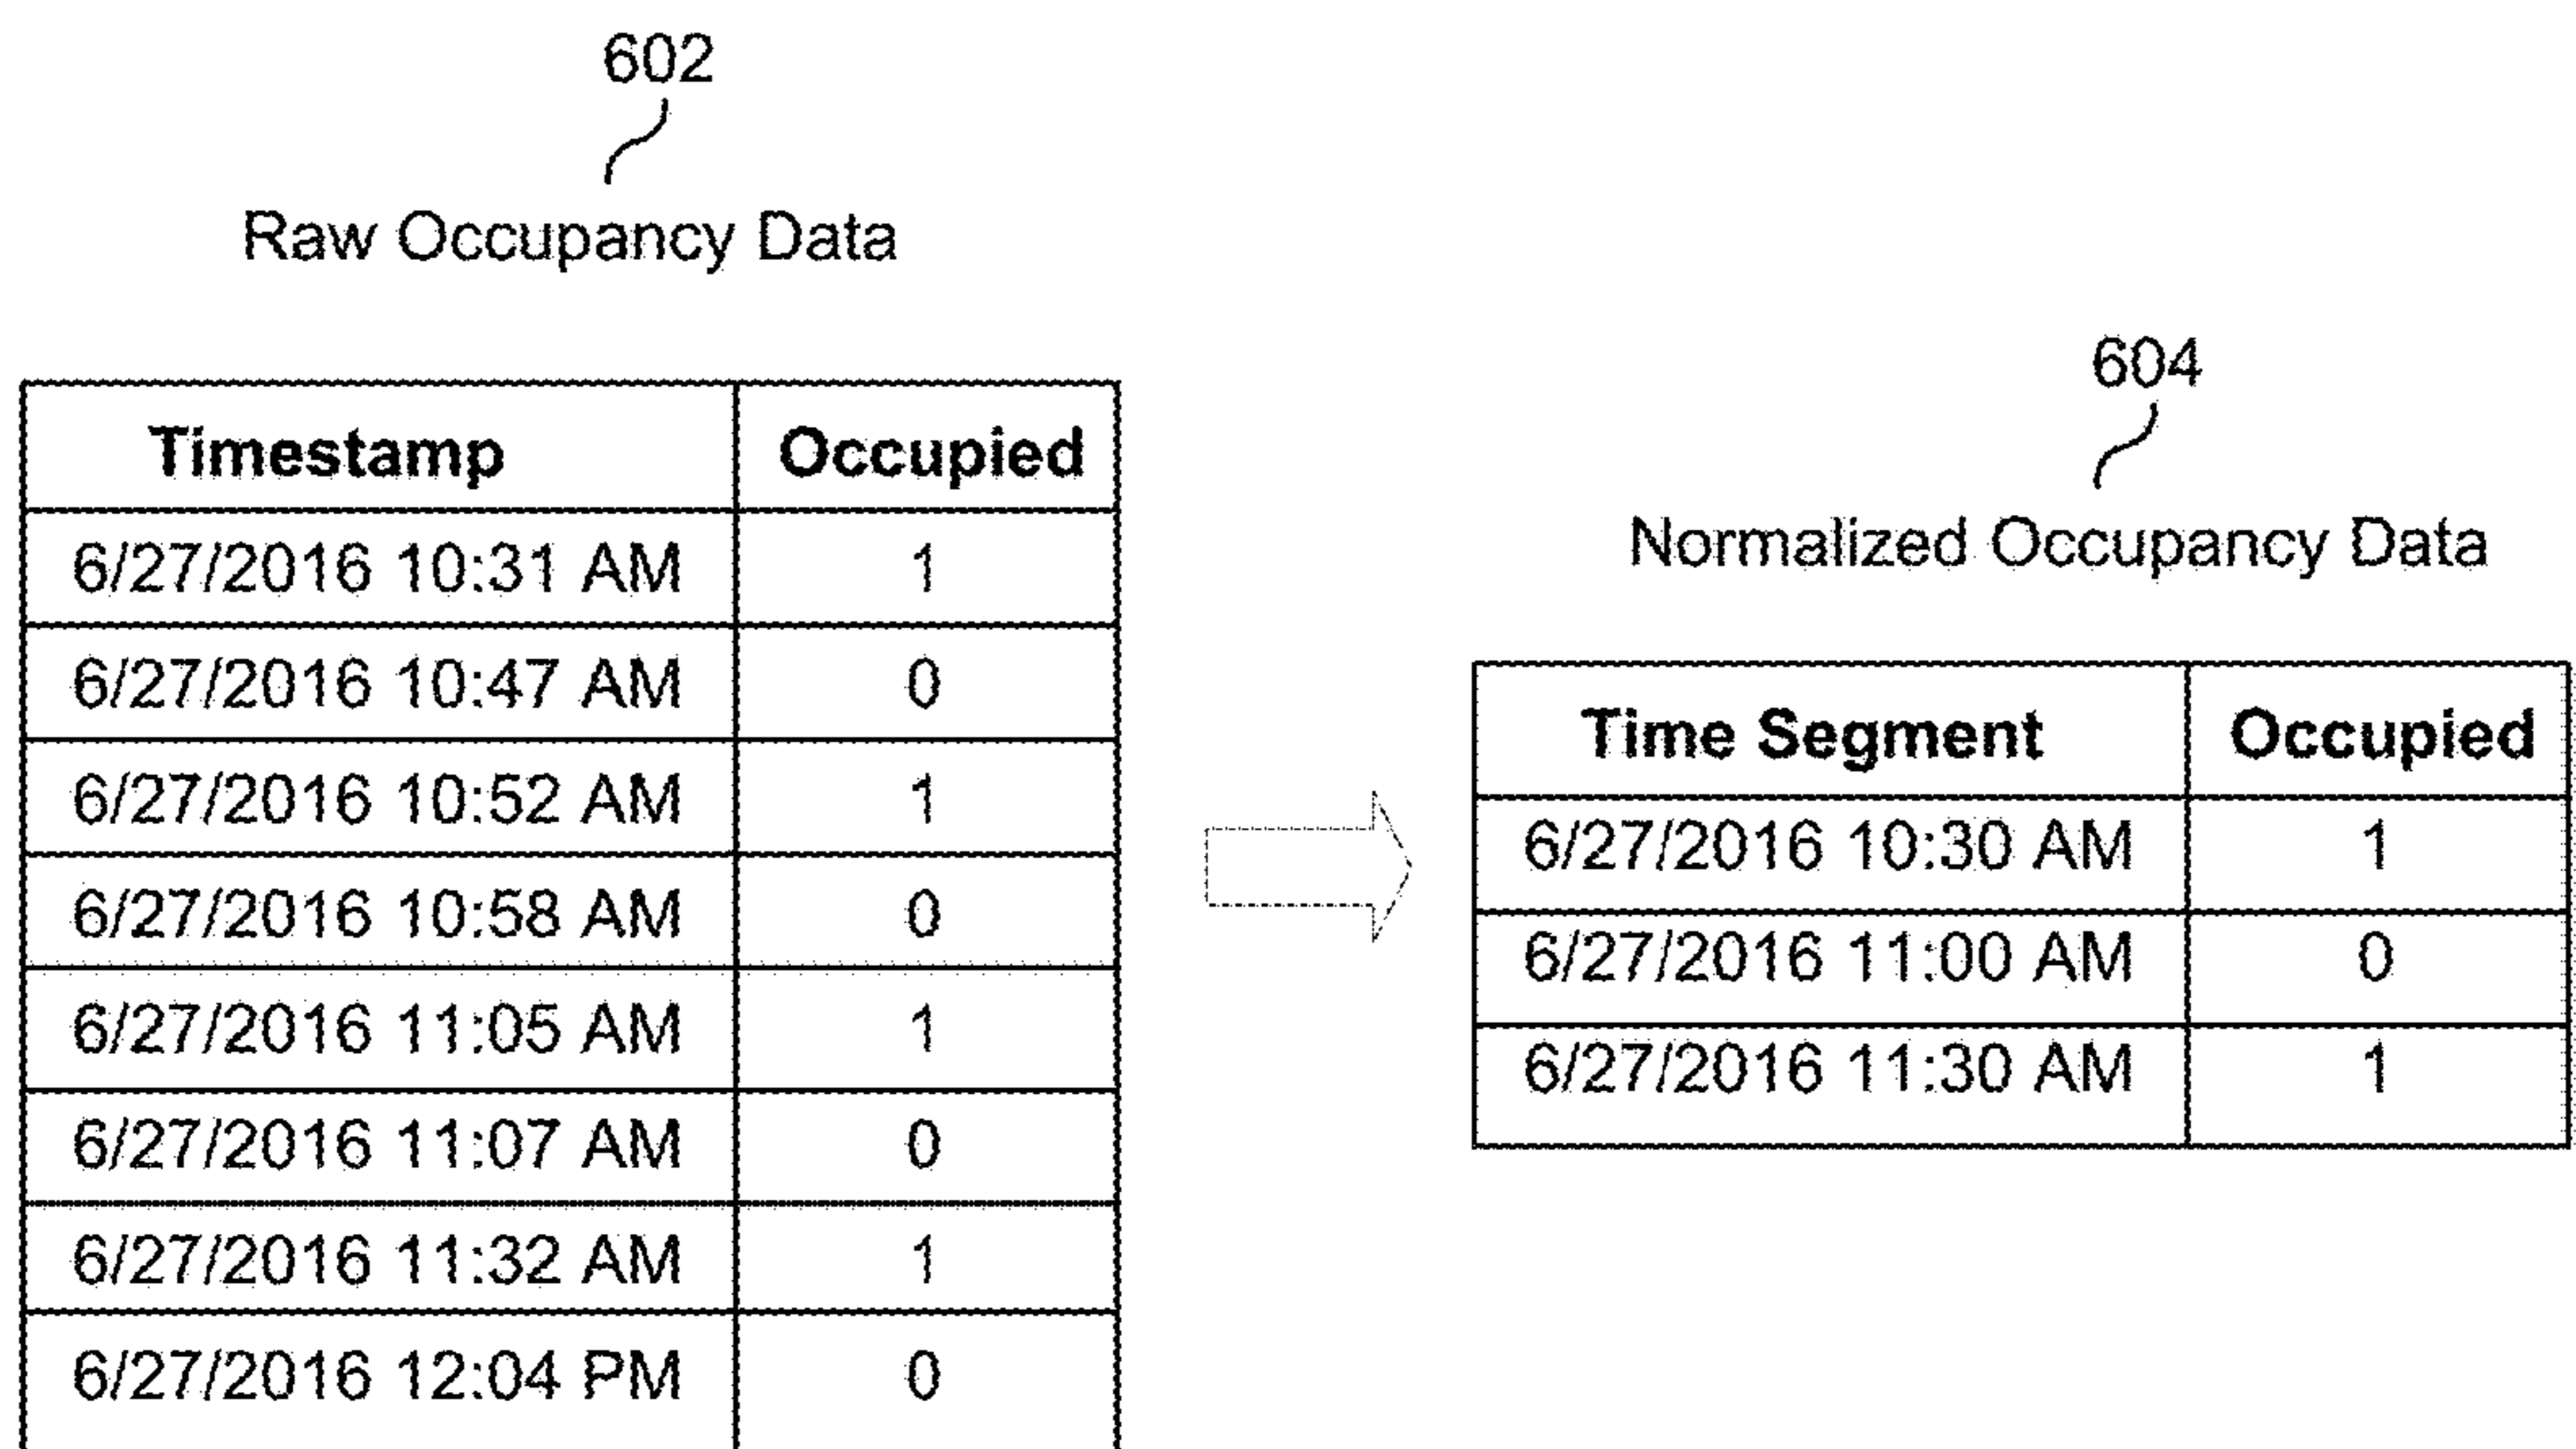 602
Raw Occupancy Data
Timestamp Occupied
6/27/2016 10:31 AM 1
6/27/2016 10:47 AM 0
6/27/2016 10:52 AM 1
6/27/2016 10:58 AM 0
6/27/2016 11:05 AM 1
6/27/2016 11:07 AM 0
6/27/2016 11:32 AM 1
6/27/2016 12:04 PM 0
604
Normalized Occupancy Data
Time Segment Occupied
6/27/2016 10:30 AM 1
6/27/2016 11:00 AM 0
6/27/2016 11:30 AM 1